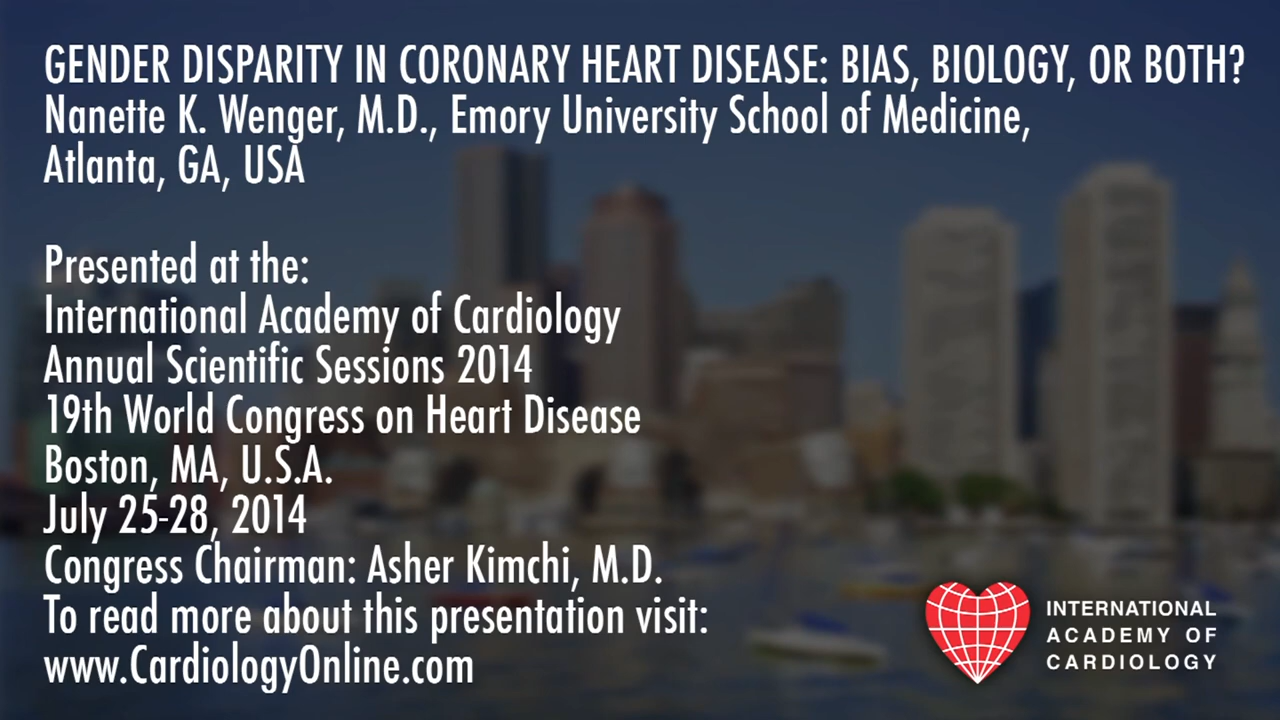 GENDER DISPARITY IN CORONARY HEART DISEASE: BIAS, BIOLOGY, OR BOTH?
Nanette K. Wenger, M.D., Emory University School of Medicine,
Atlanta, GA, USA
Presented at the:
International Academy of Cardiology
Annual Scientific Sessions 2014
19th World Congress on Heart Disease
Boston, MA, U.S.A.
July 25-28, 2014
Congress Chairman: Asher Kimchi, M.D.
To read more about this presentation visit:
www.CardiologyOnline.com
INTERNATIONAL
ACADEMY OF
CARDIOLOGY